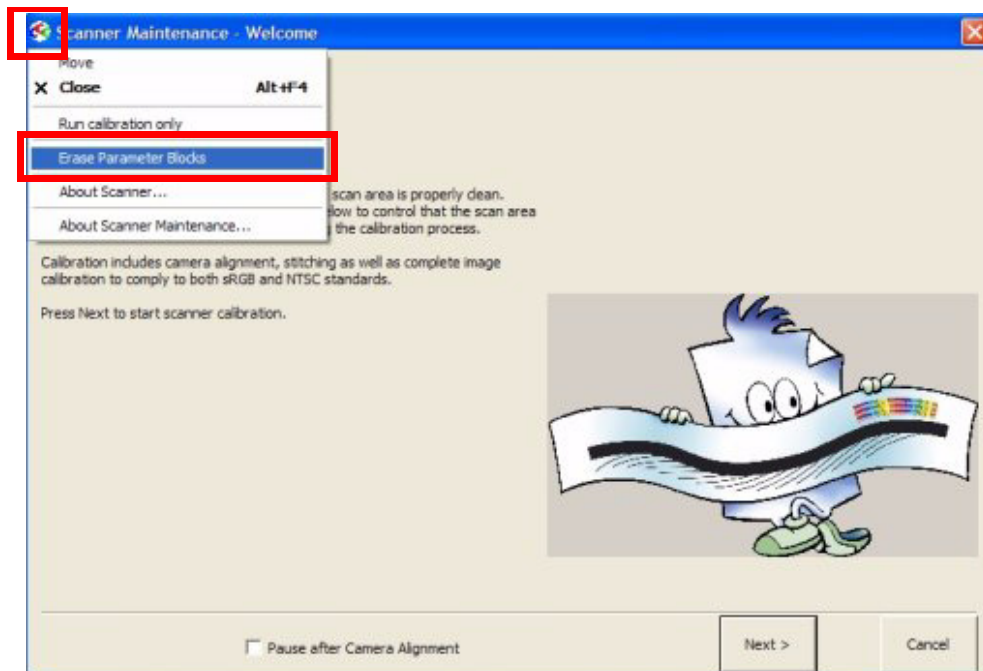 Scanner Maintenance - Welcome
Move
Close Alt+F4
Run calibration only
Erase Parameter Blocks
About Scanner...
scan area is properly clean.
About Scanner Maintenance...
low to control that the scan area
the calibration process.
Calibration includes camera alignment, stitching as well as complete image
calibration to comply to both sRGB and NTSC standards.
Press Next to start scanner calibration.
Pause after Camera Alignment
Next >
Cancel